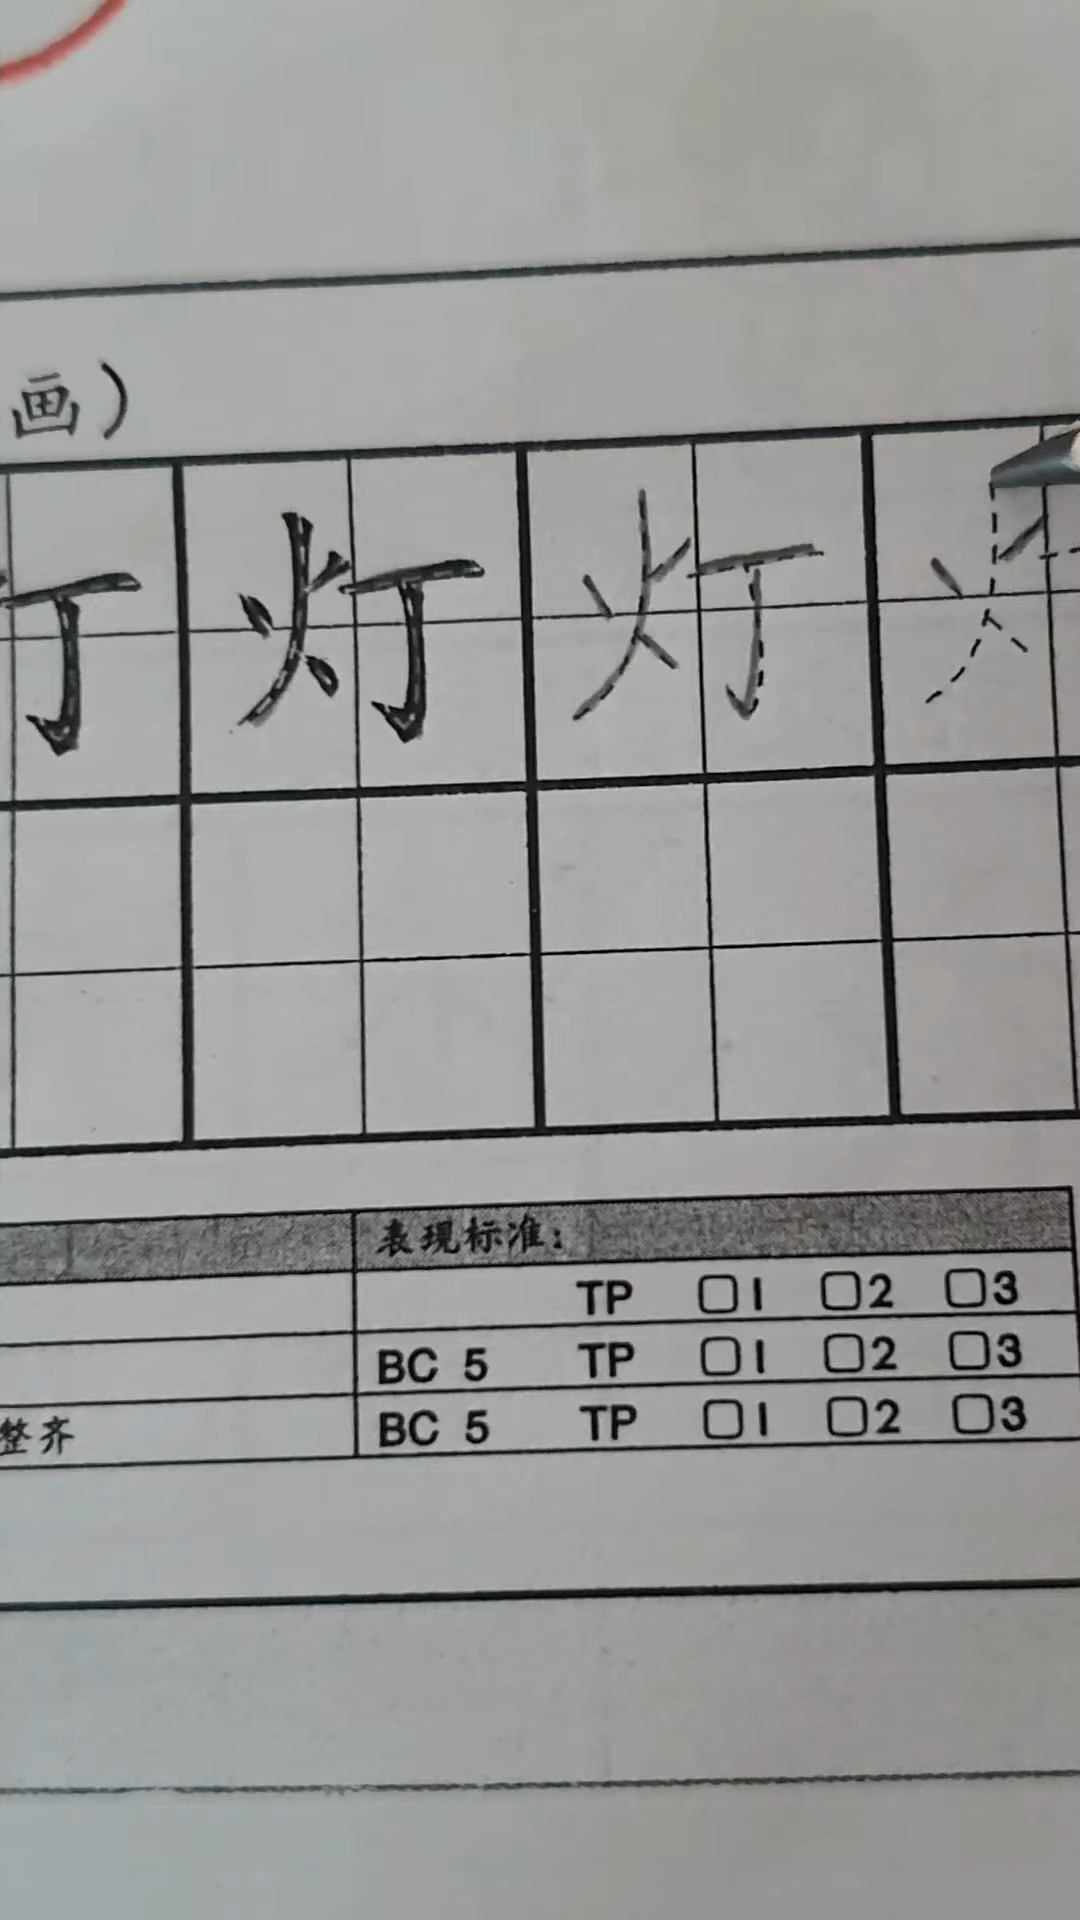 画）
灯 灯 灯
表现标准：
TP □1 □2 □3
BC 5 TP □1 □2 □3
整齐 BC 5 TP □1 □2 □3